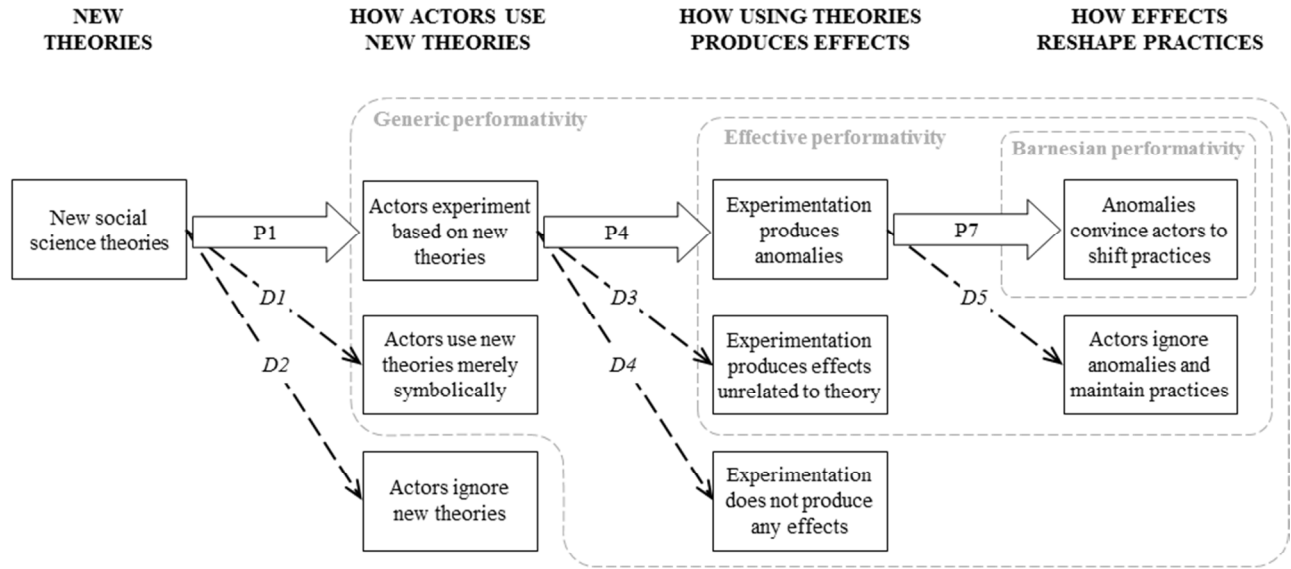 NEW
THEORIES
HOW ACTORS USE
NEW THEORIES
HOW USING THEORIES
PRODUCES EFFECTS
HOW EFFECTS
RESHAPE PRACTICES
Generic performativity
Effective performativity
Barnesian performativity
New social
science theories
P1
Actors experiment
based on new
theories
P4
Experimentation
produces
anomalies
P7
Anomalies
convince actors to
shift practices
D1
D2
Actors use new
theories merely
symbolically
D3
D4
Experimentation
produces effects
unrelated to theory
D5
Actors ignore
anomalies and
maintain practices
Actors ignore
new theories
Experimentation
does not produce
any effects